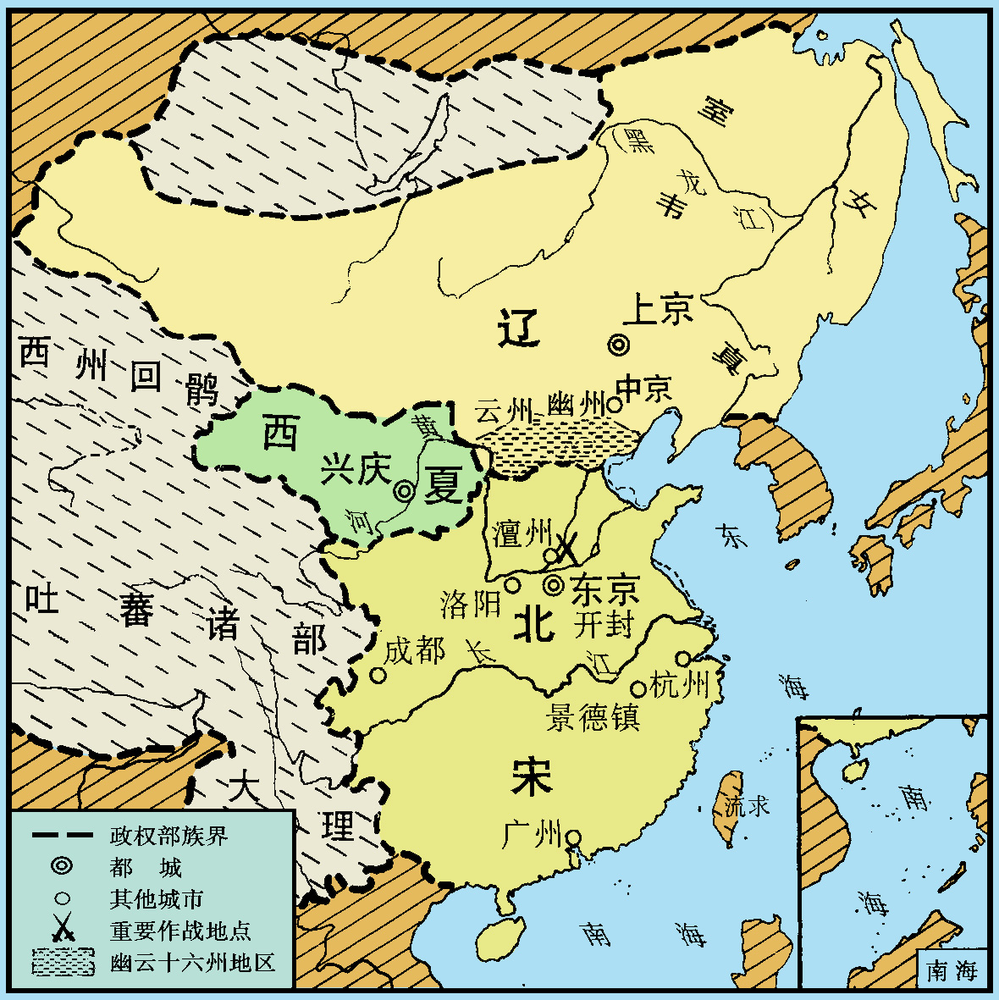 室
韦
黑
龙
江
女
真
辽
上京
中京
云州
幽州
西州回鹘
西
夏
兴庆
黄
河
澶州
东京
开封
洛阳
北
宋
成都
长
江
杭州
景德镇
广州
吐蕃诸部
大
理
流求
东
海
南
海
南
海
南海
政权部族界
都城
其他城市
重要作战地点
幽云十六州地区